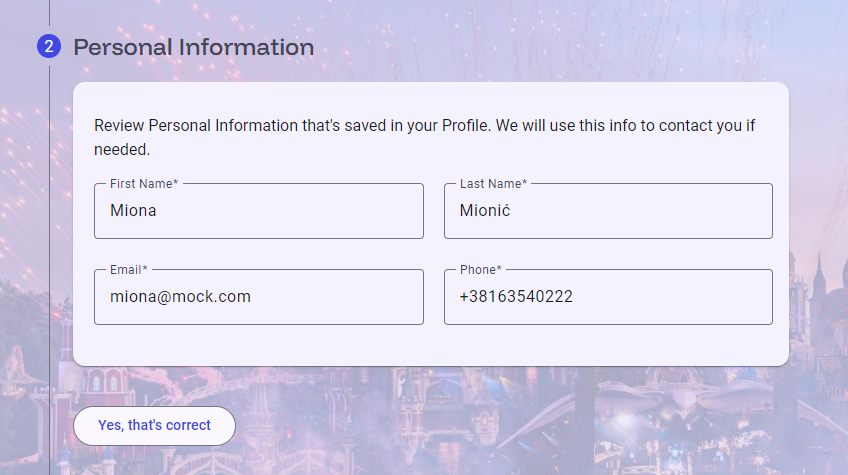 2 Personal Information
Review Personal Information that's saved in your Profile. We will use this info to contact you if
needed.
First Name* Last Name*
Miona Mionić
Email* Phone*
miona@mock.com +38163540222
Yes, that's correct